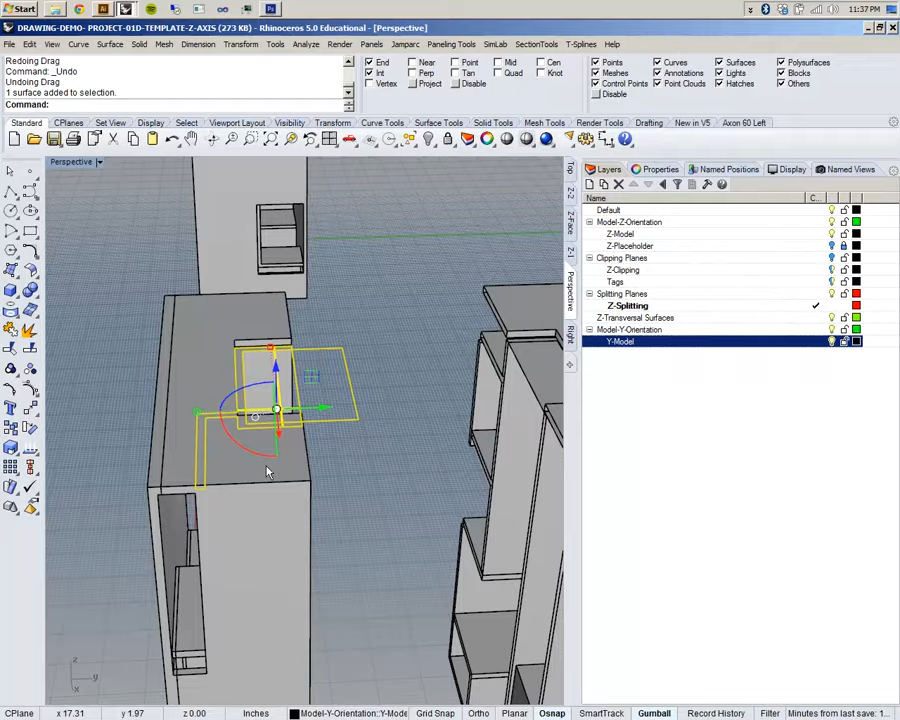 Start
11:37 PM
DRAWING-DEMO- PROJECT-01D-TEMPLATE-Z-AXIS (273 KB) - Rhinoceros 5.0 Educational - [Perspective]
File Edit View Curve Surface Solid Mesh Dimension Transform Tools Analyze Render Panels Jamparc Paneling Tools SimLab SectionTools T-Splines Help
Redoing Drag
Command: _Undo
Undoing Drag
1 surface added to selection.
Command:
End Near Point Mid Cen
Int Perp Tan Quad Knot
Vertex Project Disable
Points Curves Surfaces Polysurfaces
Meshes Annotations Lights Blocks
Control Points Point Clouds Hatches Others
Disable
Standard CPlanes Set View Display Select Viewport Layout Visibility Transform Curve Tools Surface Tools Solid Tools Mesh Tools Render Tools Drafting New in V5 Axon 60 Left
Perspective
Top
Z-2
Z-Face
Z-1
Perspective
Right
Layers Properties Named Positions Display Named Views
Name C...
Default
Model-Z-Orientation
Z-Model
Z-Placeholder
Clipping Planes
Z-Clipping
Tags
Splitting Planes
Z-Splitting
Z-Transversal Surfaces
Model-Y-Orientation
Y-Model
z
y
x
CPlane x 17.31 y 1.97 z 0.00 Inches Model-Y-Orientation::Y-Mode Grid Snap Ortho Planar Osnap SmartTrack Gumball Record History Filter Minutes from last save: 1...